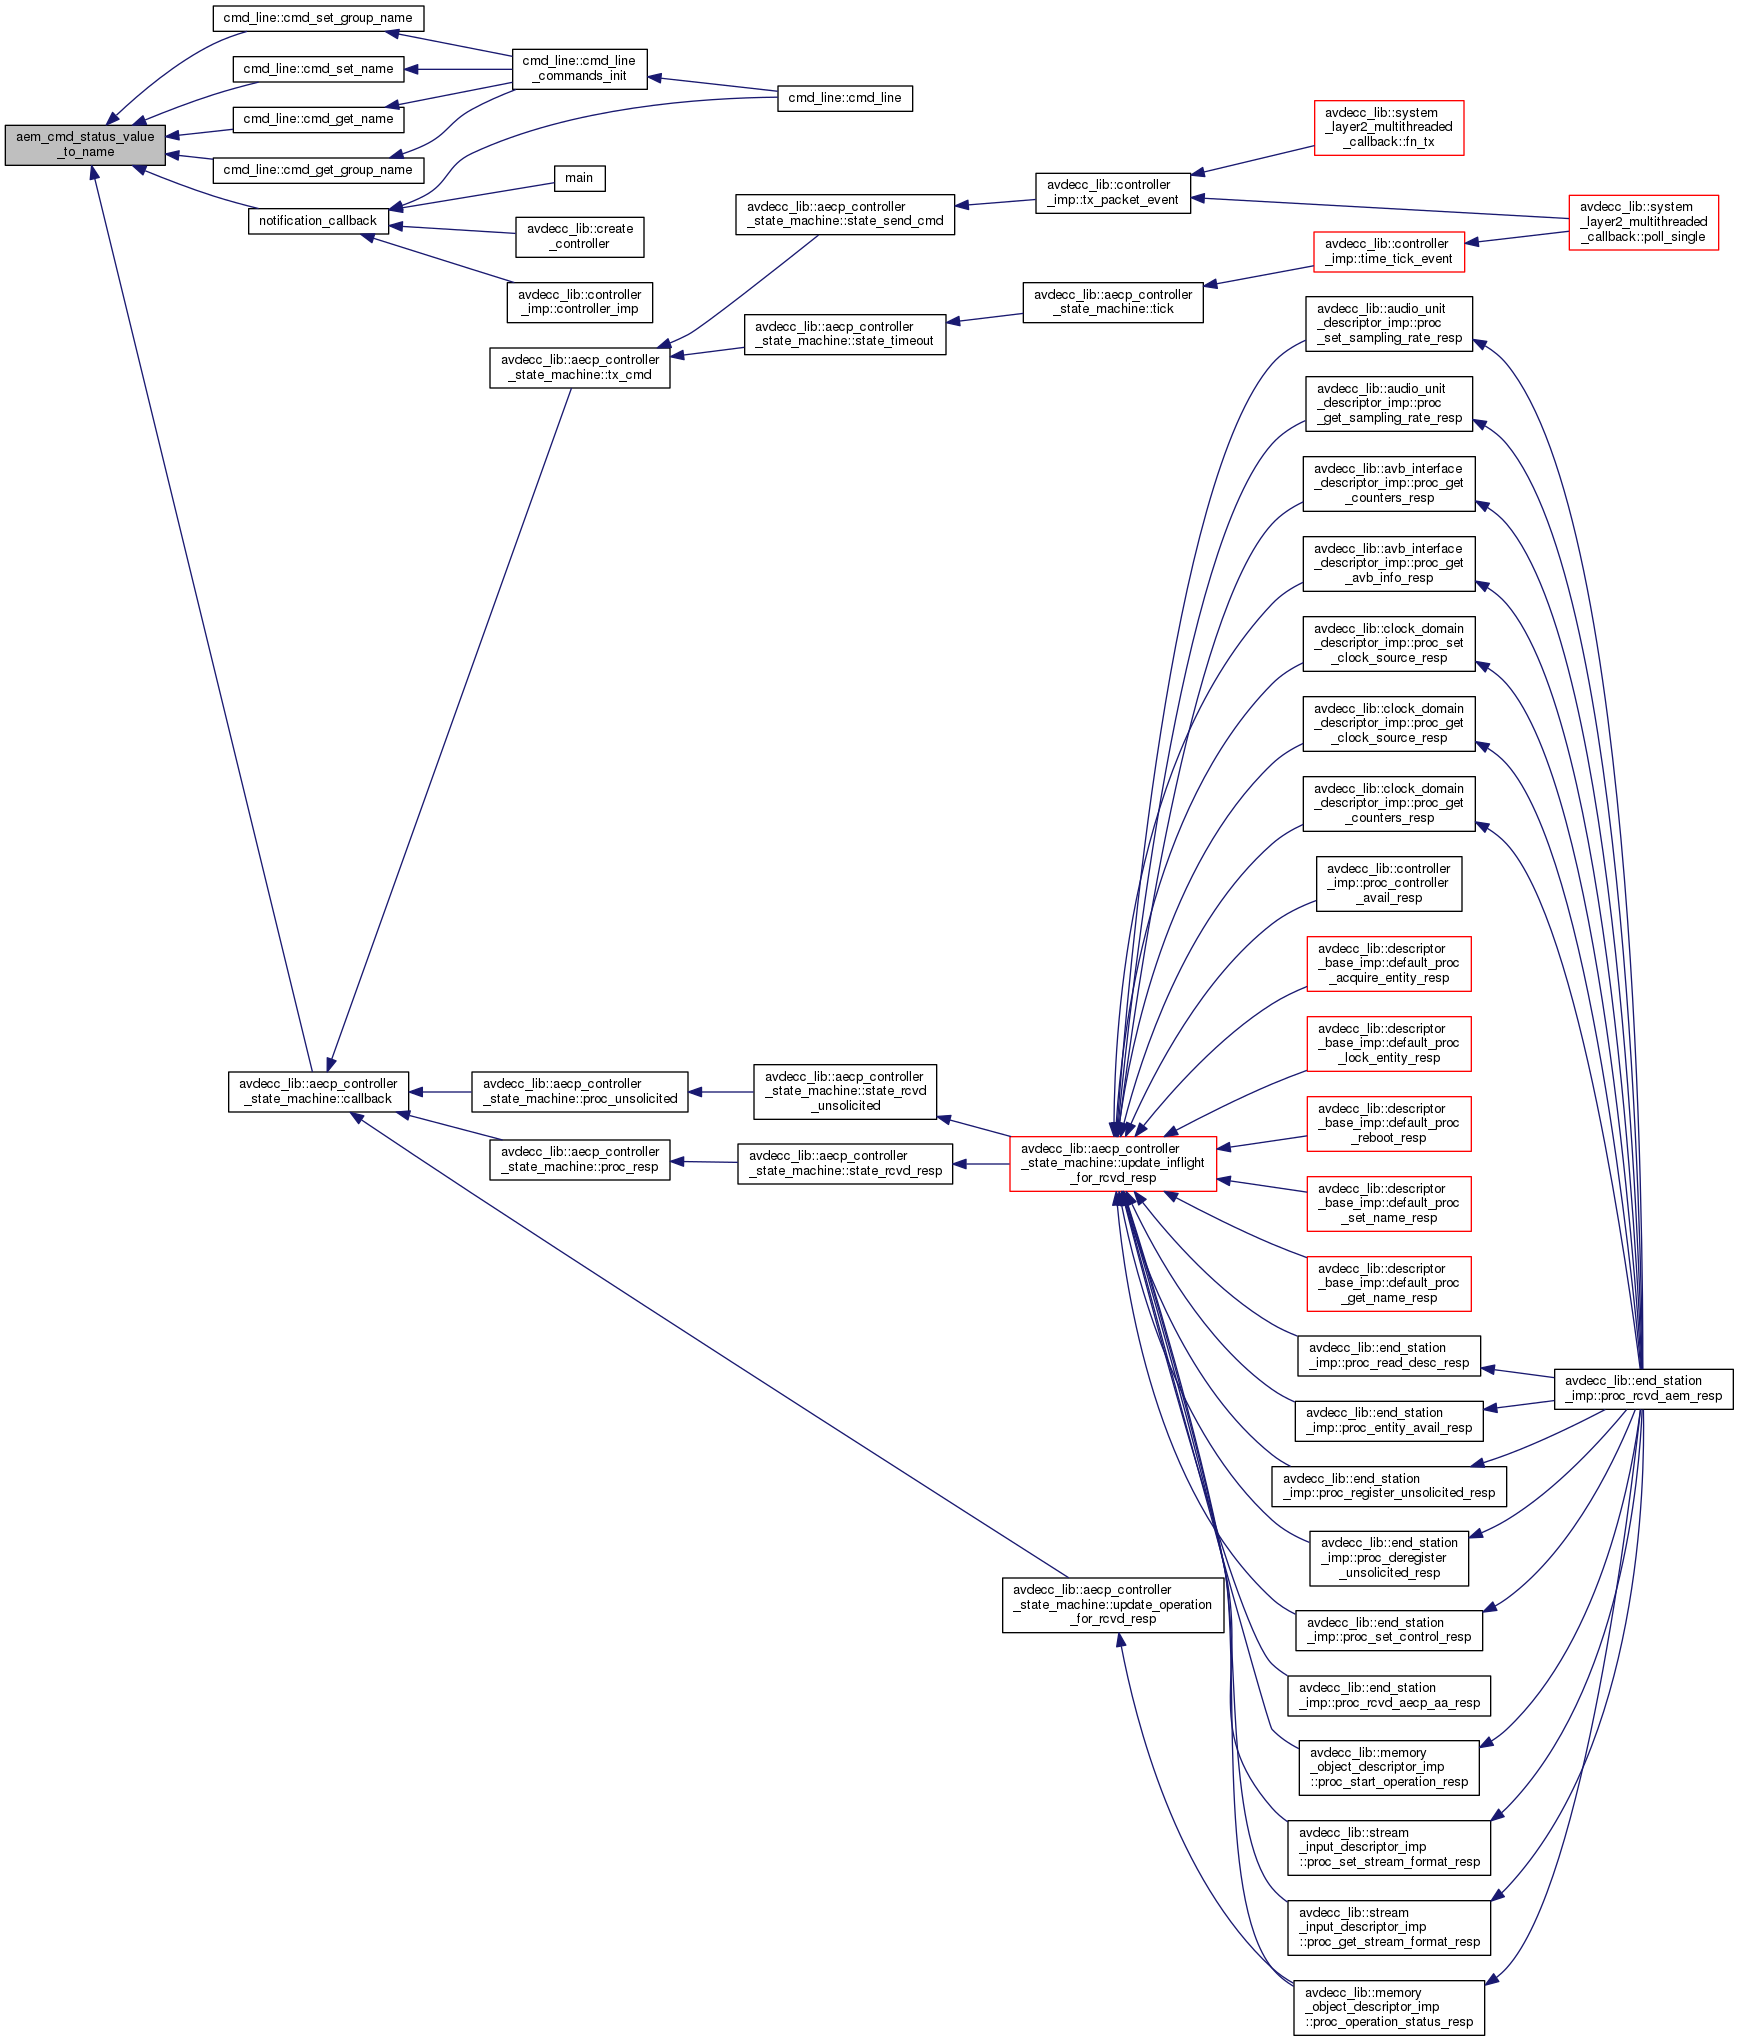 cmd_line::cmd_set_group_name
cmd_line::cmd_set_name
cmd_line::cmd_get_name
cmd_line::cmd_get_group_name
aem_cmd_status_value
_to_name
notification_callback
cmd_line::cmd_line
_commands_init
cmd_line::cmd_line
main
avdecc_lib::create
_controller
avdecc_lib::controller
_imp::controller_imp
avdecc_lib::aecp_controller
_state_machine::tx_cmd
avdecc_lib::aecp_controller
_state_machine::state_send_cmd
avdecc_lib::aecp_controller
_state_machine::state_timeout
avdecc_lib::controller
_imp::tx_packet_event
avdecc_lib::aecp_controller
_state_machine::tick
avdecc_lib::system
_layer2_multithreaded
_callback::fn_tx
avdecc_lib::controller
_imp::time_tick_event
avdecc_lib::system
_layer2_multithreaded
_callback::poll_single
avdecc_lib::audio_unit
_descriptor_imp::proc
_set_sampling_rate_resp
avdecc_lib::audio_unit
_descriptor_imp::proc
_get_sampling_rate_resp
avdecc_lib::avb_interface
_descriptor_imp::proc_get
_counters_resp
avdecc_lib::avb_interface
_descriptor_imp::proc_get
_avb_info_resp
avdecc_lib::clock_domain
_descriptor_imp::proc_set
_clock_source_resp
avdecc_lib::clock_domain
_descriptor_imp::proc_get
_clock_source_resp
avdecc_lib::clock_domain
_descriptor_imp::proc_get
_counters_resp
avdecc_lib::controller
_imp::proc_controller
_avail_resp
avdecc_lib::descriptor
_base_imp::default_proc
_acquire_entity_resp
avdecc_lib::descriptor
_base_imp::default_proc
_lock_entity_resp
avdecc_lib::aecp_controller
_state_machine::callback
avdecc_lib::aecp_controller
_state_machine::proc_unsolicited
avdecc_lib::aecp_controller
_state_machine::state_rcvd
_unsolicited
avdecc_lib::aecp_controller
_state_machine::proc_resp
avdecc_lib::aecp_controller
_state_machine::state_rcvd_resp
avdecc_lib::aecp_controller
_state_machine::update_inflight
_for_rcvd_resp
avdecc_lib::descriptor
_base_imp::default_proc
_reboot_resp
avdecc_lib::descriptor
_base_imp::default_proc
_set_name_resp
avdecc_lib::descriptor
_base_imp::default_proc
_get_name_resp
avdecc_lib::end_station
_imp::proc_read_desc_resp
avdecc_lib::end_station
_imp::proc_rcvd_aem_resp
avdecc_lib::end_station
_imp::proc_entity_avail_resp
avdecc_lib::end_station
_imp::proc_register_unsolicited_resp
avdecc_lib::end_station
_imp::proc_deregister
_unsolicited_resp
avdecc_lib::aecp_controller
_state_machine::update_operation
_for_rcvd_resp
avdecc_lib::end_station
_imp::proc_set_control_resp
avdecc_lib::end_station
_imp::proc_rcvd_aecp_aa_resp
avdecc_lib::memory
_object_descriptor_imp
::proc_start_operation_resp
avdecc_lib::stream
_input_descriptor_imp
::proc_set_stream_format_resp
avdecc_lib::stream
_input_descriptor_imp
::proc_get_stream_format_resp
avdecc_lib::memory
_object_descriptor_imp
::proc_operation_status_resp